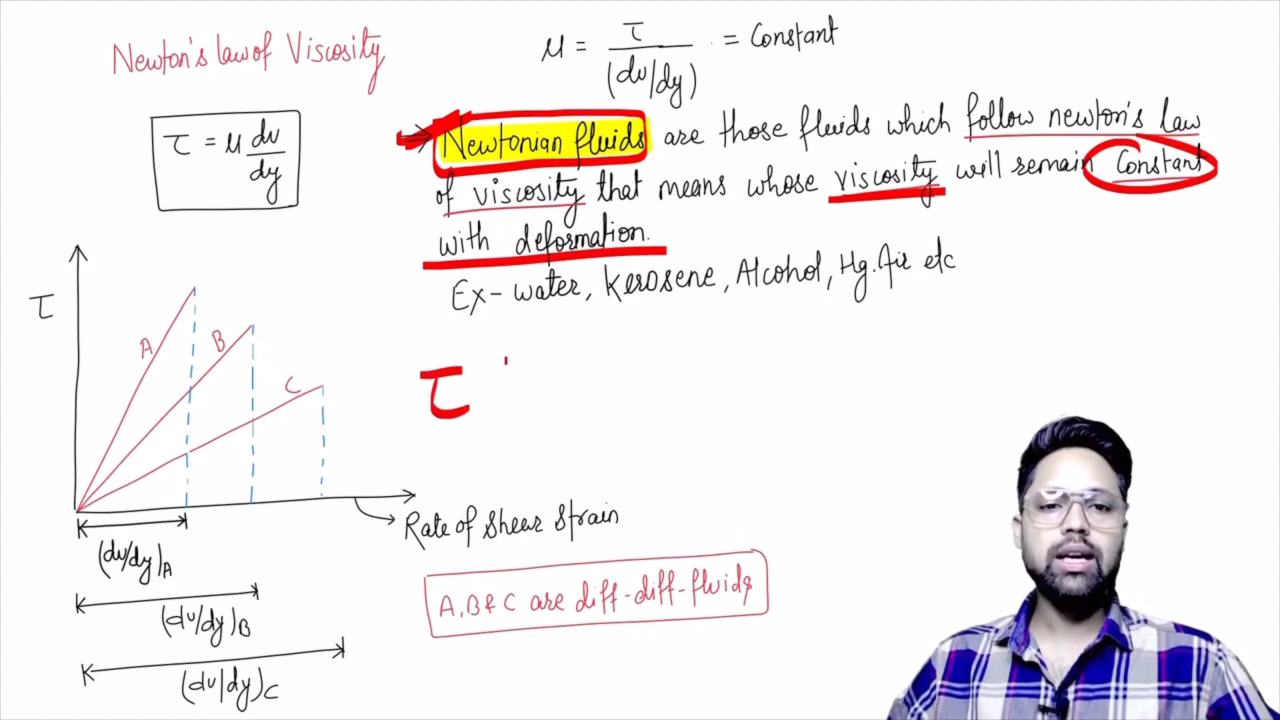 Newton's law of Viscosity
τ = μ du/dy
μ = τ/(du/dy) = Constant
→ Newtonian fluids are those fluids which follow newton's law
of viscosity that means whose viscosity will remain Constant
with deformation.
Ex- water, Kerosene, Alcohol, Hg. Air etc
τ
τ
A
B
C
Rate of Shear Strain
(du/dy)A
(du/dy)B
(du/dy)C
A, B & C are diff-diff-fluids